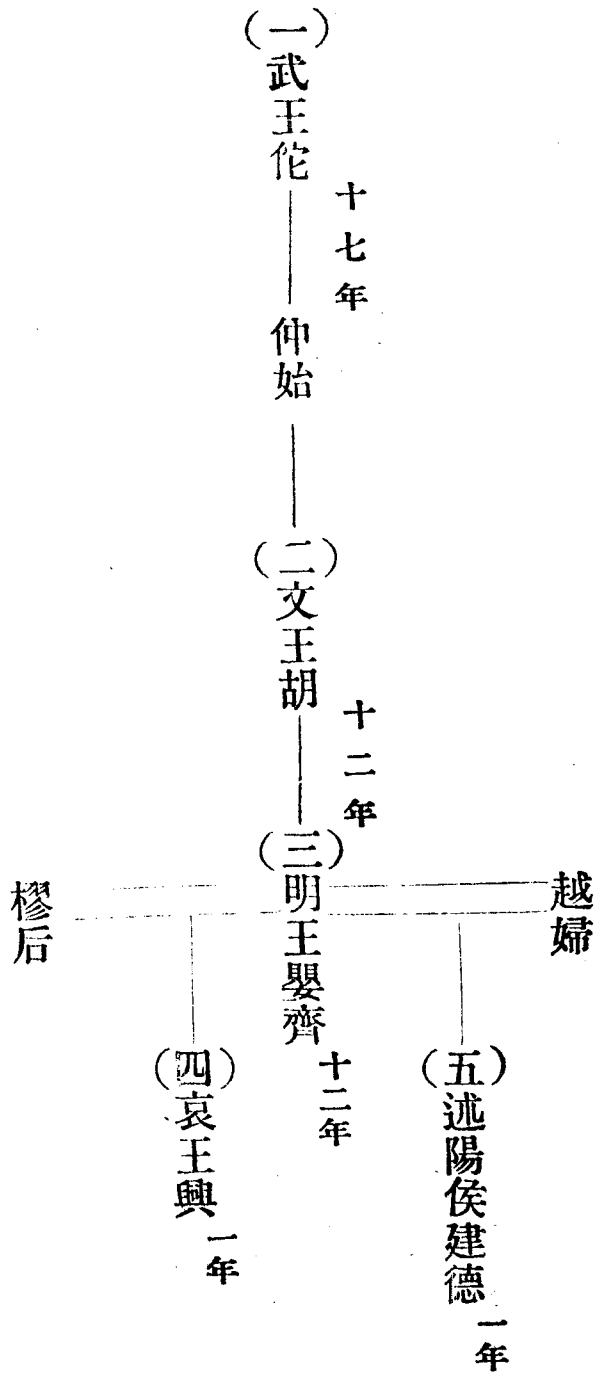 (一)武王佗
十七年
仲始
(二)文王胡
十二年
(三)明王嬰齊
十二年
越婦
樛后
(五)述陽侯建德
一年
(四)哀王興
一年